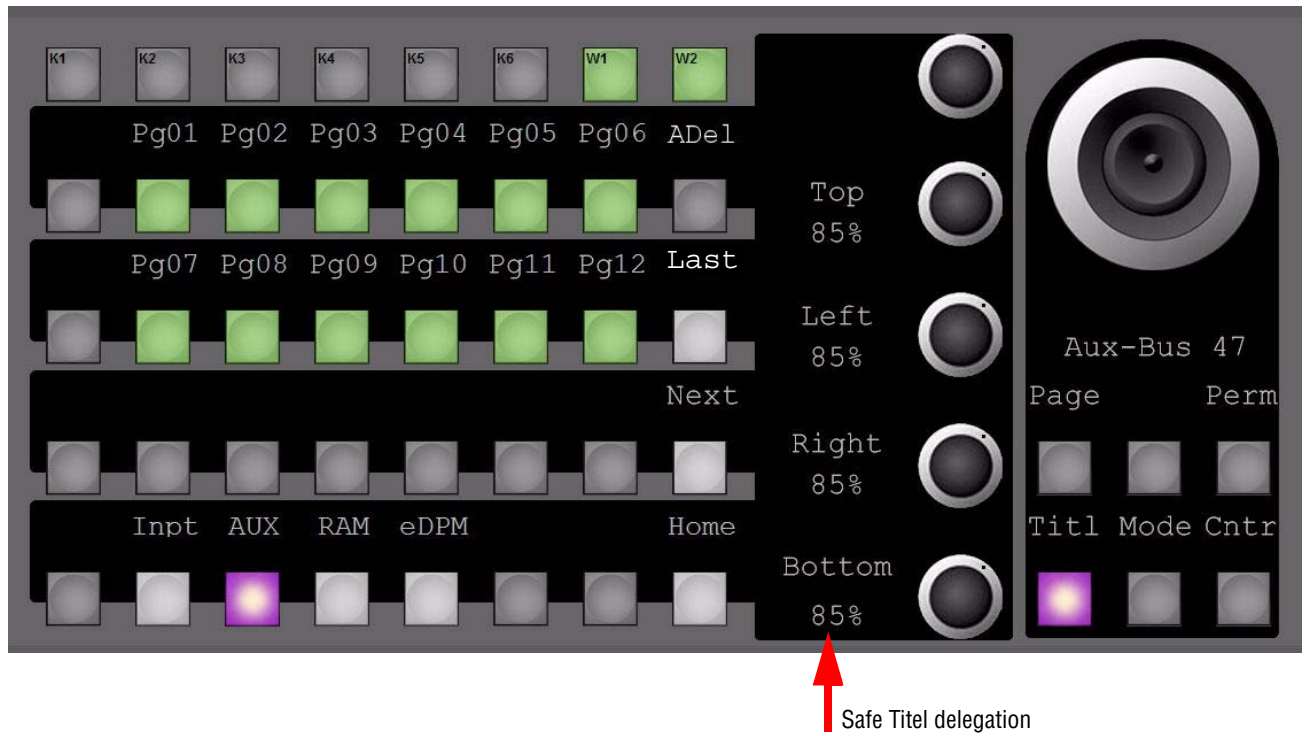 K1 K2 K3 K4 K5 K6 W1 W2
Pg01 Pg02 Pg03 Pg04 Pg05 Pg06 ADel
Pg07 Pg08 Pg09 Pg10 Pg11 Pg12 Last
Next
Inpt AUX RAM eDPM Home
Top
85%
Left
85%
Right
85%
Bottom
85%
Aux-Bus 47
Page Perm
Titl Mode Cntr
Safe Titel delegation